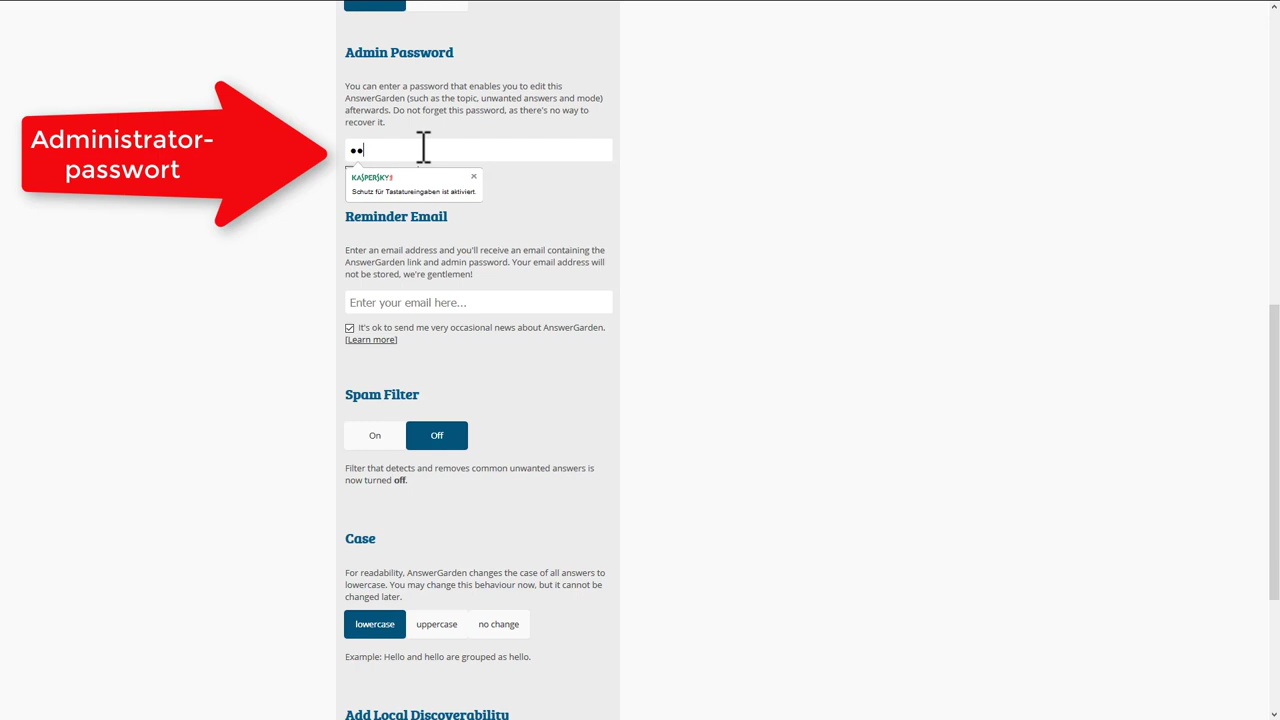 Admin Password
You can enter a password that enables you to edit this
AnswerGarden (such as the topic, unwanted answers and mode)
afterwards. Do not forget this password, as there's no way to
recover it.
Administrator-
passwort
●●
KASPERSKY
Schutz für Tastatureingaben ist aktiviert.
Reminder Email
Enter an email address and you'll receive an email containing the
AnswerGarden link and admin password. Your email address will
not be stored, we're gentlemen!
Enter your email here...
It's ok to send me very occasional news about AnswerGarden.
[Learn more]
Spam Filter
On Off
Filter that detects and removes common unwanted answers is
now turned off.
Case
For readability, AnswerGarden changes the case of all answers to
lowercase. You may change this behaviour now, but it cannot be
changed later.
lowercase uppercase no change
Example: Hello and hello are grouped as hello.
Add Local Discoverability